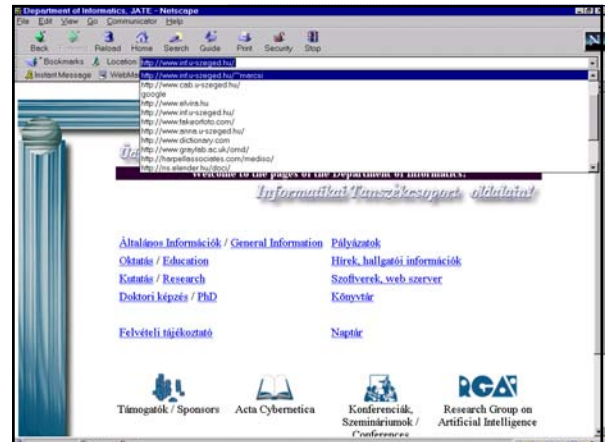 Department of Informatics, JATE - Netscape
File Edit View Go Communicator Help
Back Forward Reload Home Search Guide Print Security Stop
N
Bookmarks Location http://www.inf.u-szeged.hu/
Instant Message WebMa http://www.inf.u-szeged.hu/~marcsi
http://www.cab.u-szeged.hu/
google
http://www.elvira.hu
http://www.inf.u-szeged.hu/
http://www.fakeorfoto.com/
http://www.anna.u-szeged.hu/
http://www.dictionary.com
http://www.graylab.ac.uk/omd/
http://harpellassociates.com/mediso/
http://ns.elender.hu/doci/
Welcome to the pages of the Department of Informatics!
Informatikai Tanszékcsoport oldalain!
Általános Információk / General Information Pályázatok
Oktatás / Education Hírek, hallgatói információk
Kutatás / Research Szoftverek, web szerver
Doktori képzés / PhD Könyvtár
Felvételi tájékoztató Naptár
RGAI
Támogatók / Sponsors Acta Cybernetica Konferenciák, Szemináriumok / Conferences Research Group on Artificial Intelligence